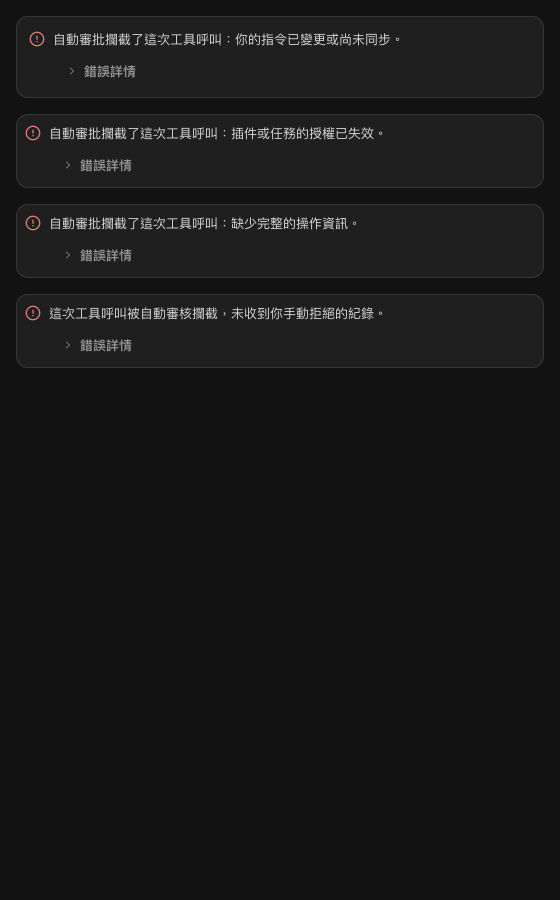 自動審批攔截了這次工具呼叫：你的指令已變更或尚未同步。
錯誤詳情
自動審批攔截了這次工具呼叫：插件或任務的授權已失效。
錯誤詳情
自動審批攔截了這次工具呼叫：缺少完整的操作資訊。
錯誤詳情
這次工具呼叫被自動審核攔截，未收到你手動拒絕的紀錄。
錯誤詳情